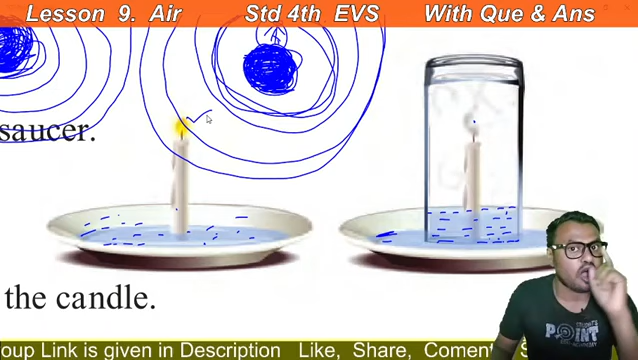 Lesson 9. Air Std 4th EVS With Que & Ans
saucer.
the candle.
POINT
oup Link is given in Description Like, Share, Coment